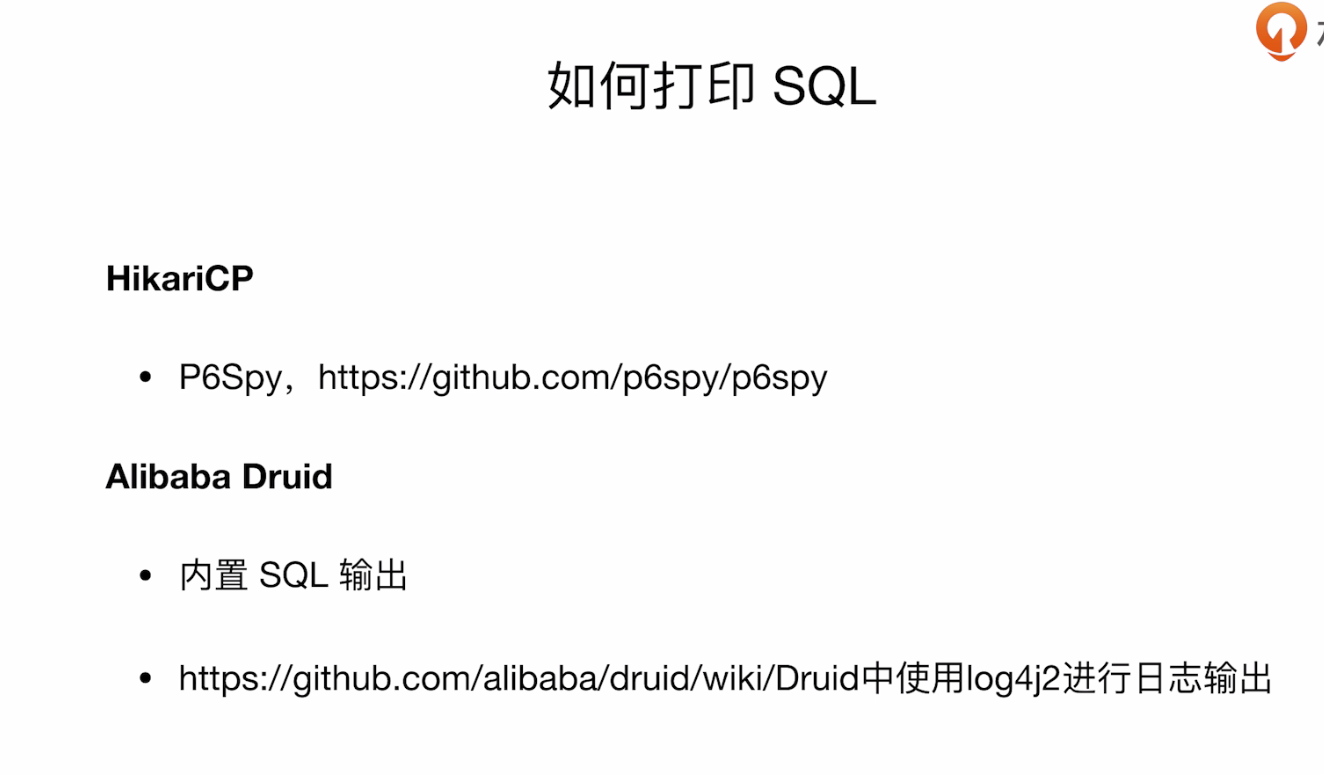 如何打印 SQL
HikariCP
• P6Spy，https://github.com/p6spy/p6spy
Alibaba Druid
• 内置 SQL 输出
• https://github.com/alibaba/druid/wiki/Druid中使用log4j2进行日志输出